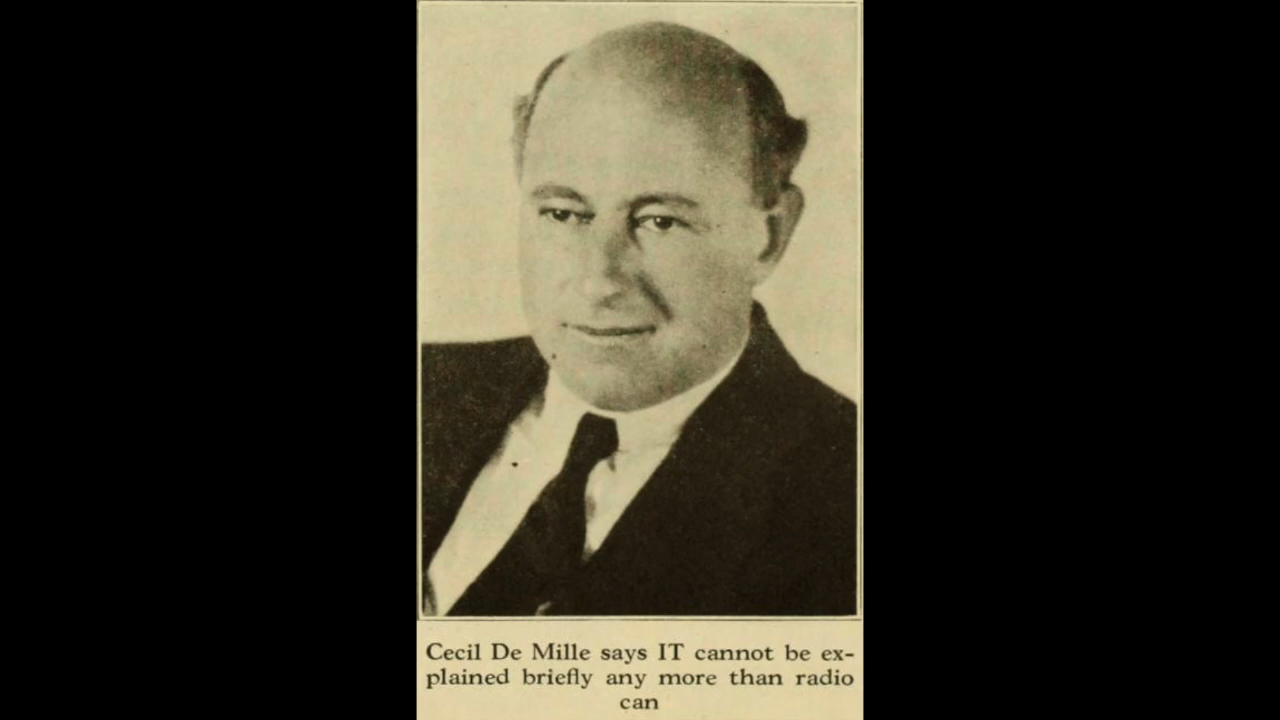 Cecil De Mille says IT cannot be ex-
plained briefly any more than radio
can